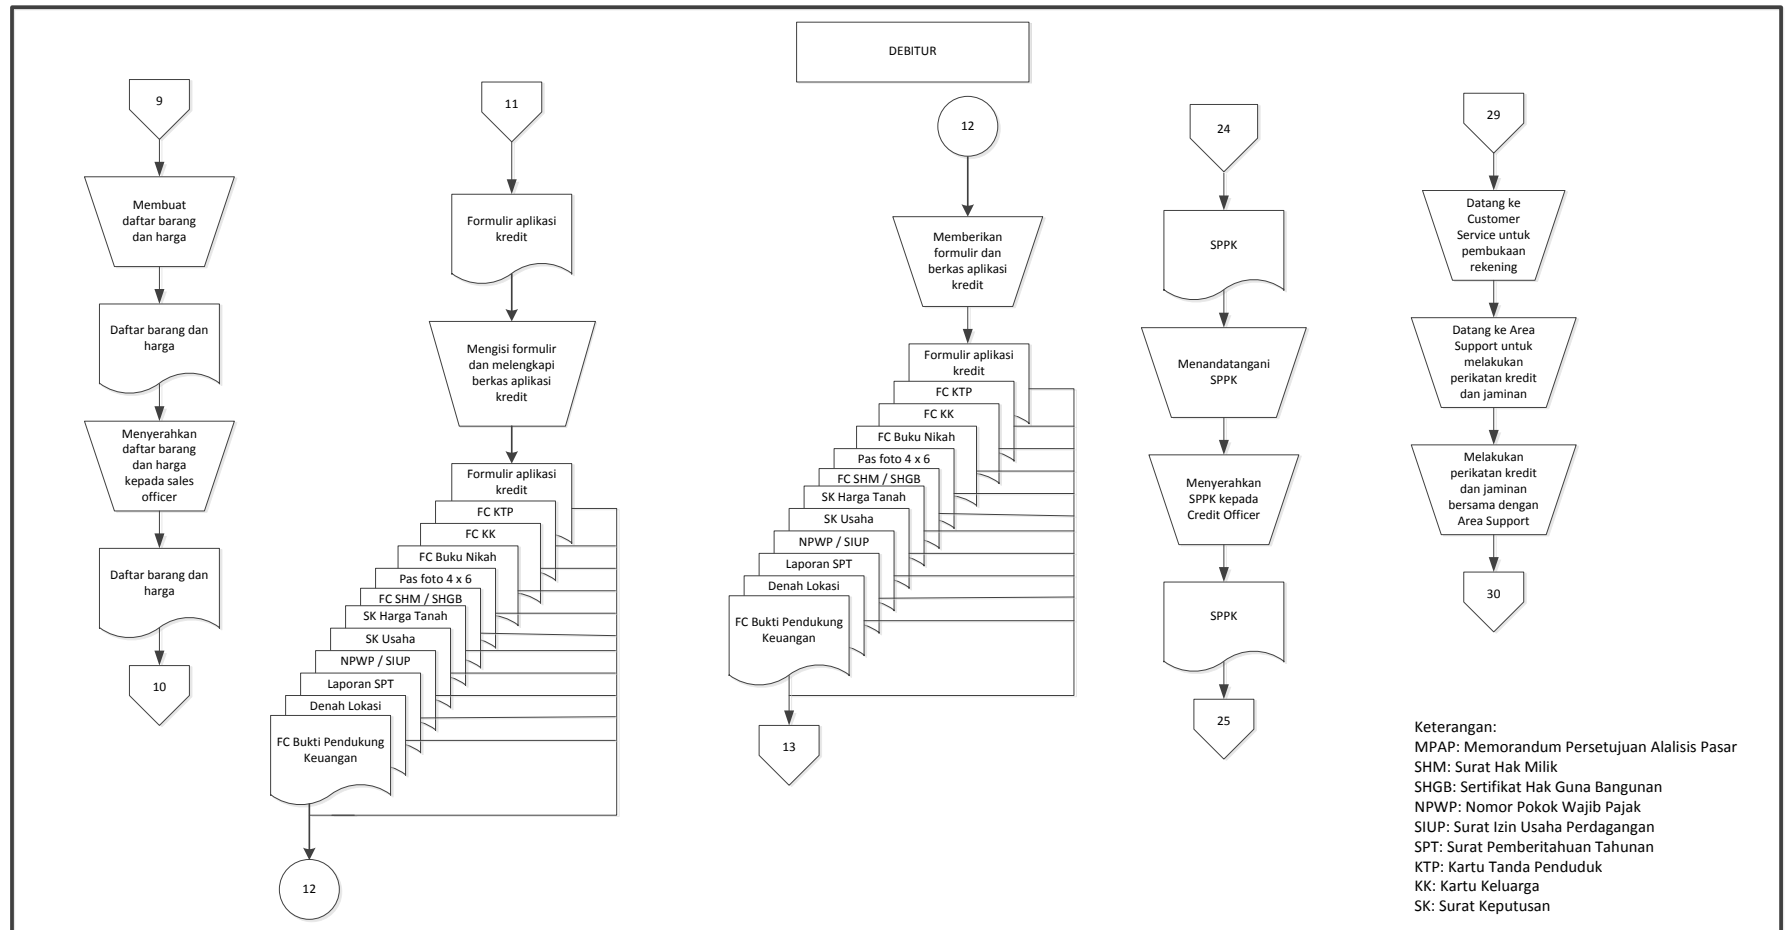 DEBITUR
9
Membuat
daftar barang
dan harga
Daftar barang dan
harga
Menyerahkan
daftar barang
dan harga
kepada sales
officer
Daftar barang dan
harga
10
11
Formulir aplikasi
kredit
Mengisi formulir
dan melengkapi
berkas aplikasi
kredit
Formulir aplikasi
kredit
FC KTP
FC KK
FC Buku Nikah
Pas foto 4 x 6
FC SHM / SHGB
SK Harga Tanah
SK Usaha
NPWP / SIUP
Laporan SPT
Denah Lokasi
FC Bukti Pendukung
Keuangan
12
12
Memberikan
formulir dan
berkas aplikasi
kredit
Formulir aplikasi
kredit
FC KTP
FC KK
FC Buku Nikah
Pas foto 4 x 6
FC SHM / SHGB
SK Harga Tanah
SK Usaha
NPWP / SIUP
Laporan SPT
Denah Lokasi
FC Bukti Pendukung
Keuangan
13
24
SPPK
Menandatangani
SPPK
Menyerahkan
SPPK kepada
Credit Officer
SPPK
25
29
Datang ke
Customer
Service untuk
pembukaan
rekening
Datang ke Area
Support untuk
melakukan
perikatan kredit
dan jaminan
Melakukan
perikatan kredit
dan jaminan
bersama dengan
Area Support
30
Keterangan:
MPAP: Memorandum Persetujuan Alalisis Pasar
SHM: Surat Hak Milik
SHGB: Sertifikat Hak Guna Bangunan
NPWP: Nomor Pokok Wajib Pajak
SIUP: Surat Izin Usaha Perdagangan
SPT: Surat Pemberitahuan Tahunan
KTP: Kartu Tanda Penduduk
KK: Kartu Keluarga
SK: Surat Keputusan